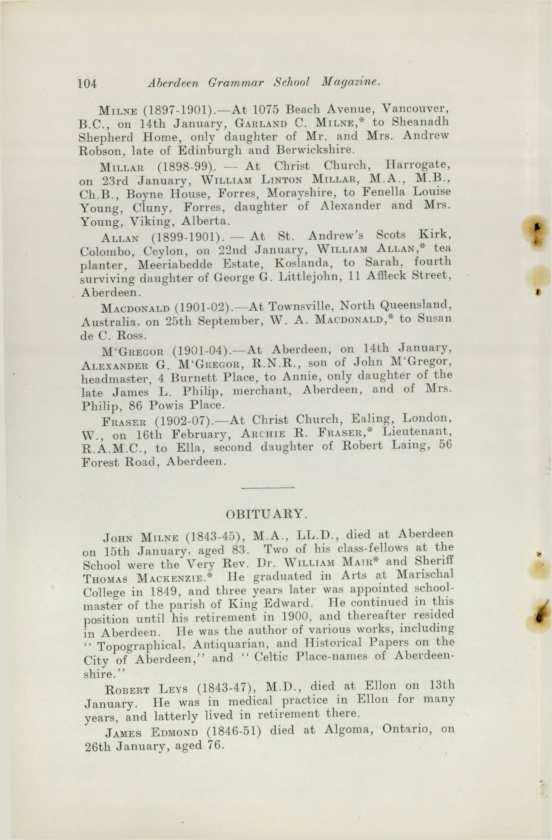 104 Aberdeen Grammar School Magazine.
MILNE (1897-1901).—At 1075 Beach Avenue, Vancouver,
B.C., on 14th January, GARLAND C. MILNE,* to Sheanadh
Shepherd Home, only daughter of Mr. and Mrs. Andrew
Robson, late of Edinburgh and Berwickshire.
MILLAR (1898-99). — At Christ Church, Harrogate,
on 23rd January, WILLIAM LINTON MILLAR, M.A., M.B.,
Ch.B., Boyne House, Forres, Morayshire, to Fenella Louise
Young, Cluny, Forres, daughter of Alexander and Mrs.
Young, Viking, Alberta.
ALLAN (1899-1901). — At St. Andrew's Scots Kirk,
Colombo, Ceylon, on 22nd January, WILLIAM ALLAN,* tea
planter, Meeriabedde Estate, Koslanda, to Sarah, fourth
surviving daughter of George G. Littlejohn, 11 Affleck Street,
Aberdeen.
MACDONALD (1901-02).—At Townsville, North Queensland,
Australia, on 25th September, W. A. MACDONALD,* to Susan
de C. Ross.
M'GREGOR (1901-04).—At Aberdeen, on 14th January,
ALEXANDER G. M'GREGOR, R.N.R., son of John M'Gregor,
headmaster, 4 Burnett Place, to Annie, only daughter of the
late James L. Philip, merchant, Aberdeen, and of Mrs.
Philip, 86 Powis Place.
FRASER (1902-07).—At Christ Church, Ealing, London,
W., on 16th February, ARCHIE R. FRASER,* Lieutenant,
R.A.M.C., to Ella, second daughter of Robert Laing, 56
Forest Road, Aberdeen.
OBITUARY.
JOHN MILNE (1843-45), M.A., LL.D., died at Aberdeen
on 15th January, aged 83. Two of his class-fellows at the
School were the Very Rev. Dr. WILLIAM MAIR* and Sheriff
THOMAS MACKENZIE.* He graduated in Arts at Marischal
College in 1849, and three years later was appointed school-
master of the parish of King Edward. He continued in this
position until his retirement in 1900, and thereafter resided
in Aberdeen. He was the author of various works, including
"Topographical, Antiquarian, and Historical Papers on the
City of Aberdeen," and "Celtic Place-names of Aberdeen-
shire."
ROBERT LEYS (1843-47), M.D., died at Ellon on 13th
January. He was in medical practice in Ellon for many
years, and latterly lived in retirement there.
JAMES EDMOND (1846-51) died at Algoma, Ontario, on
26th January, aged 76.